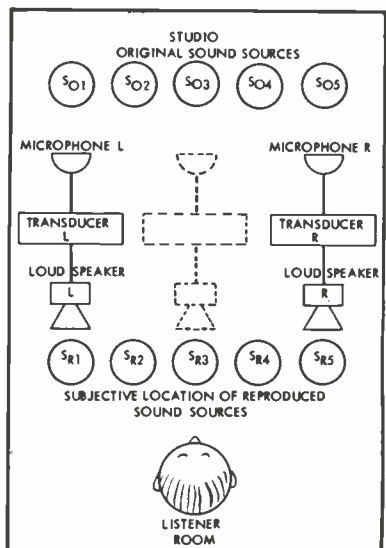 STUDIO
ORIGINAL SOUND SOURCES
SO1 SO2 SO3 SO4 SO5
MICROPHONE L
MICROPHONE R
TRANSDUCER
L
TRANSDUCER
R
LOUD SPEAKER
L
LOUD SPEAKER
R
SR1 SR2 SR3 SR4 SR5
SUBJECTIVE LOCATION OF REPRODUCED
SOUND SOURCES
LISTENER
ROOM